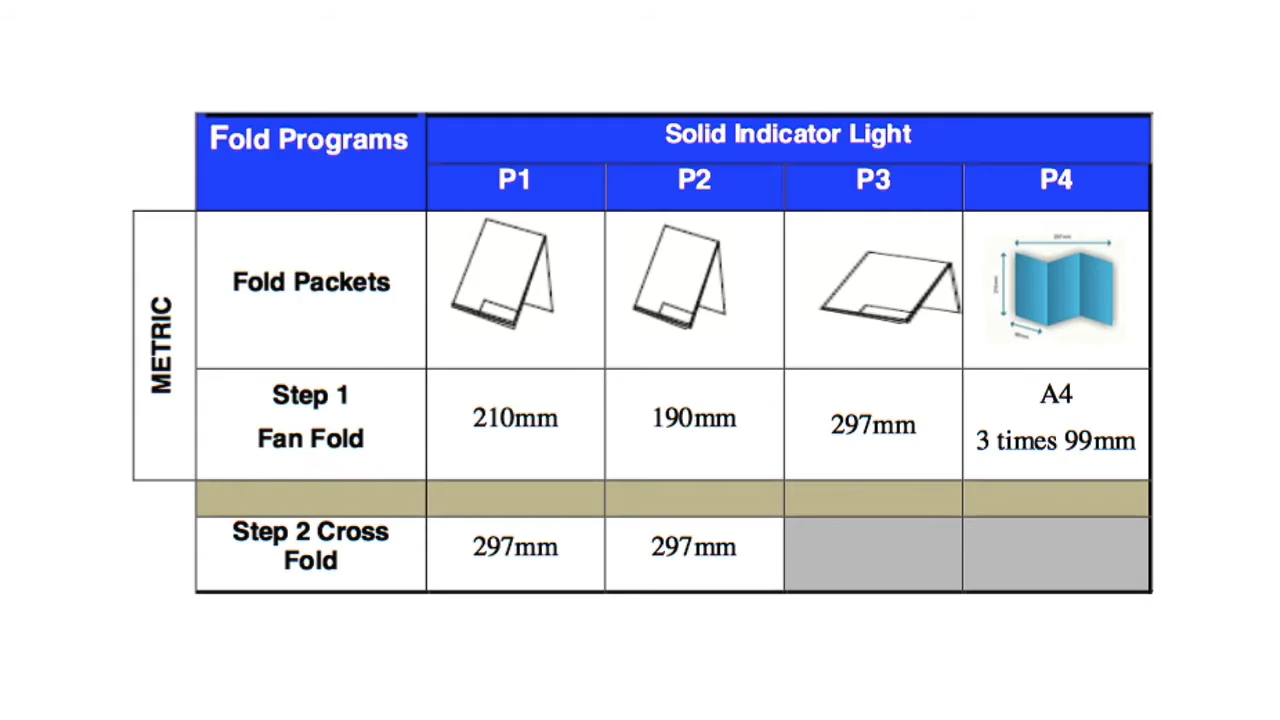 Fold Programs
Solid Indicator Light
P1
P2
P3
P4
METRIC
Fold Packets
297mm
Step 1
Fan Fold
210mm
190mm
297mm
A4
3 times 99mm
Step 2 Cross
Fold
297mm
297mm